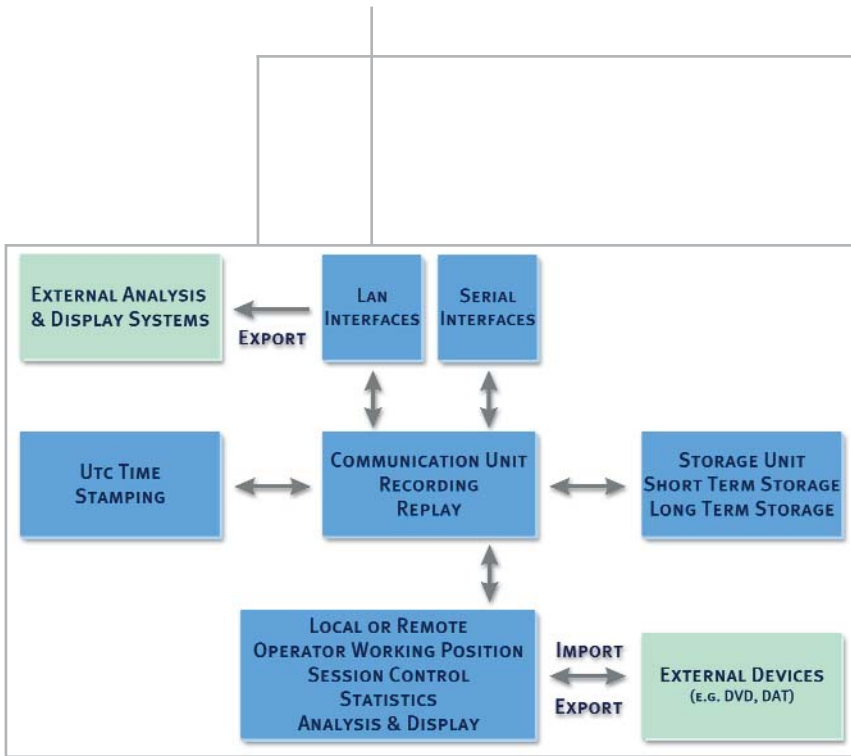 EXTERNAL ANALYSIS
& DISPLAY SYSTEMS
EXPORT
LAN
INTERFACES
SERIAL
INTERFACES
UTC TIME
STAMPING
COMMUNICATION UNIT
RECORDING
REPLAY
STORAGE UNIT
SHORT TERM STORAGE
LONG TERM STORAGE
LOCAL OR REMOTE
OPERATOR WORKING POSITION
SESSION CONTROL
STATISTICS
ANALYSIS & DISPLAY
IMPORT
EXPORT
EXTERNAL DEVICES
(E.G. DVD, DAT)